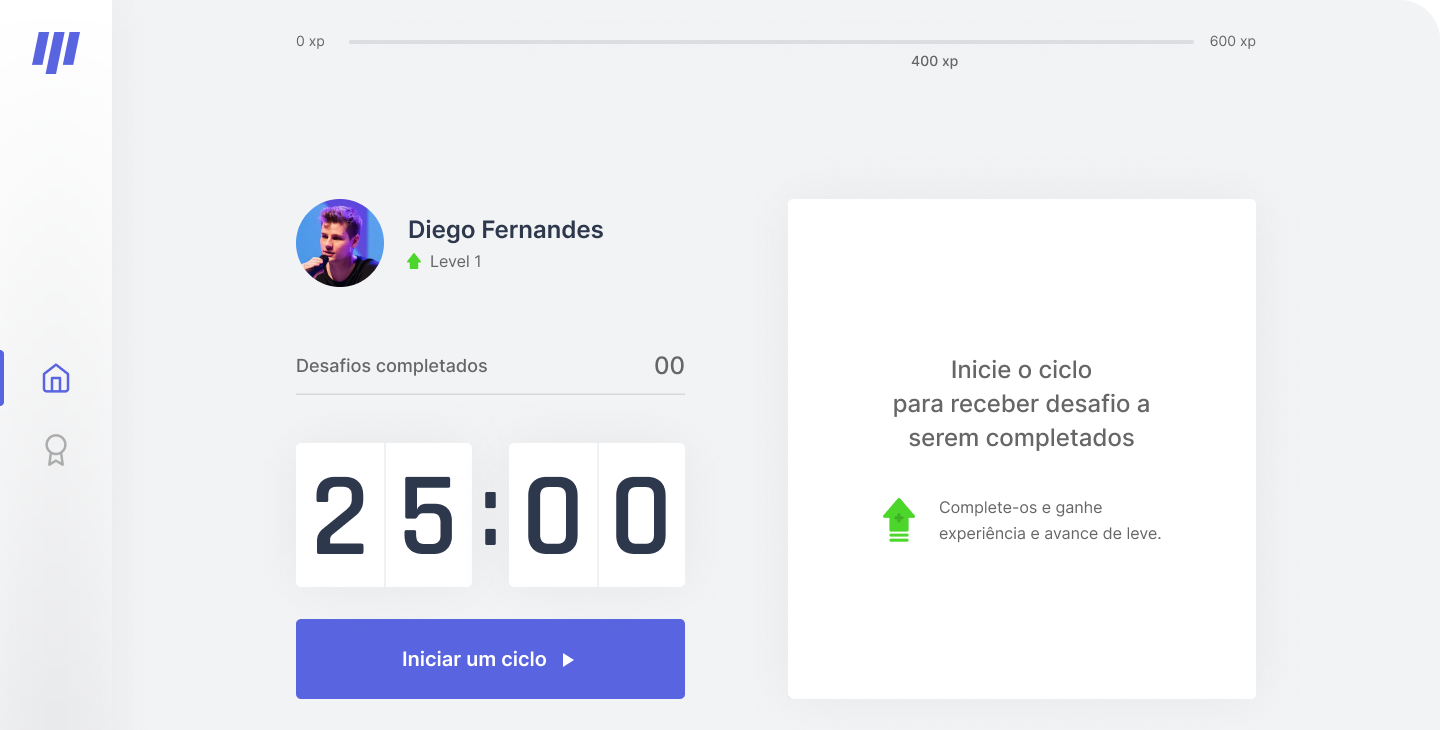 0 xp
600 xp
400 xp
Diego Fernandes
Level 1
Desafios completados
00
25:00
Iniciar um ciclo
Inicie o ciclo
para receber desafio a
serem completados
Complete-os e ganhe
experiência e avance de leve.